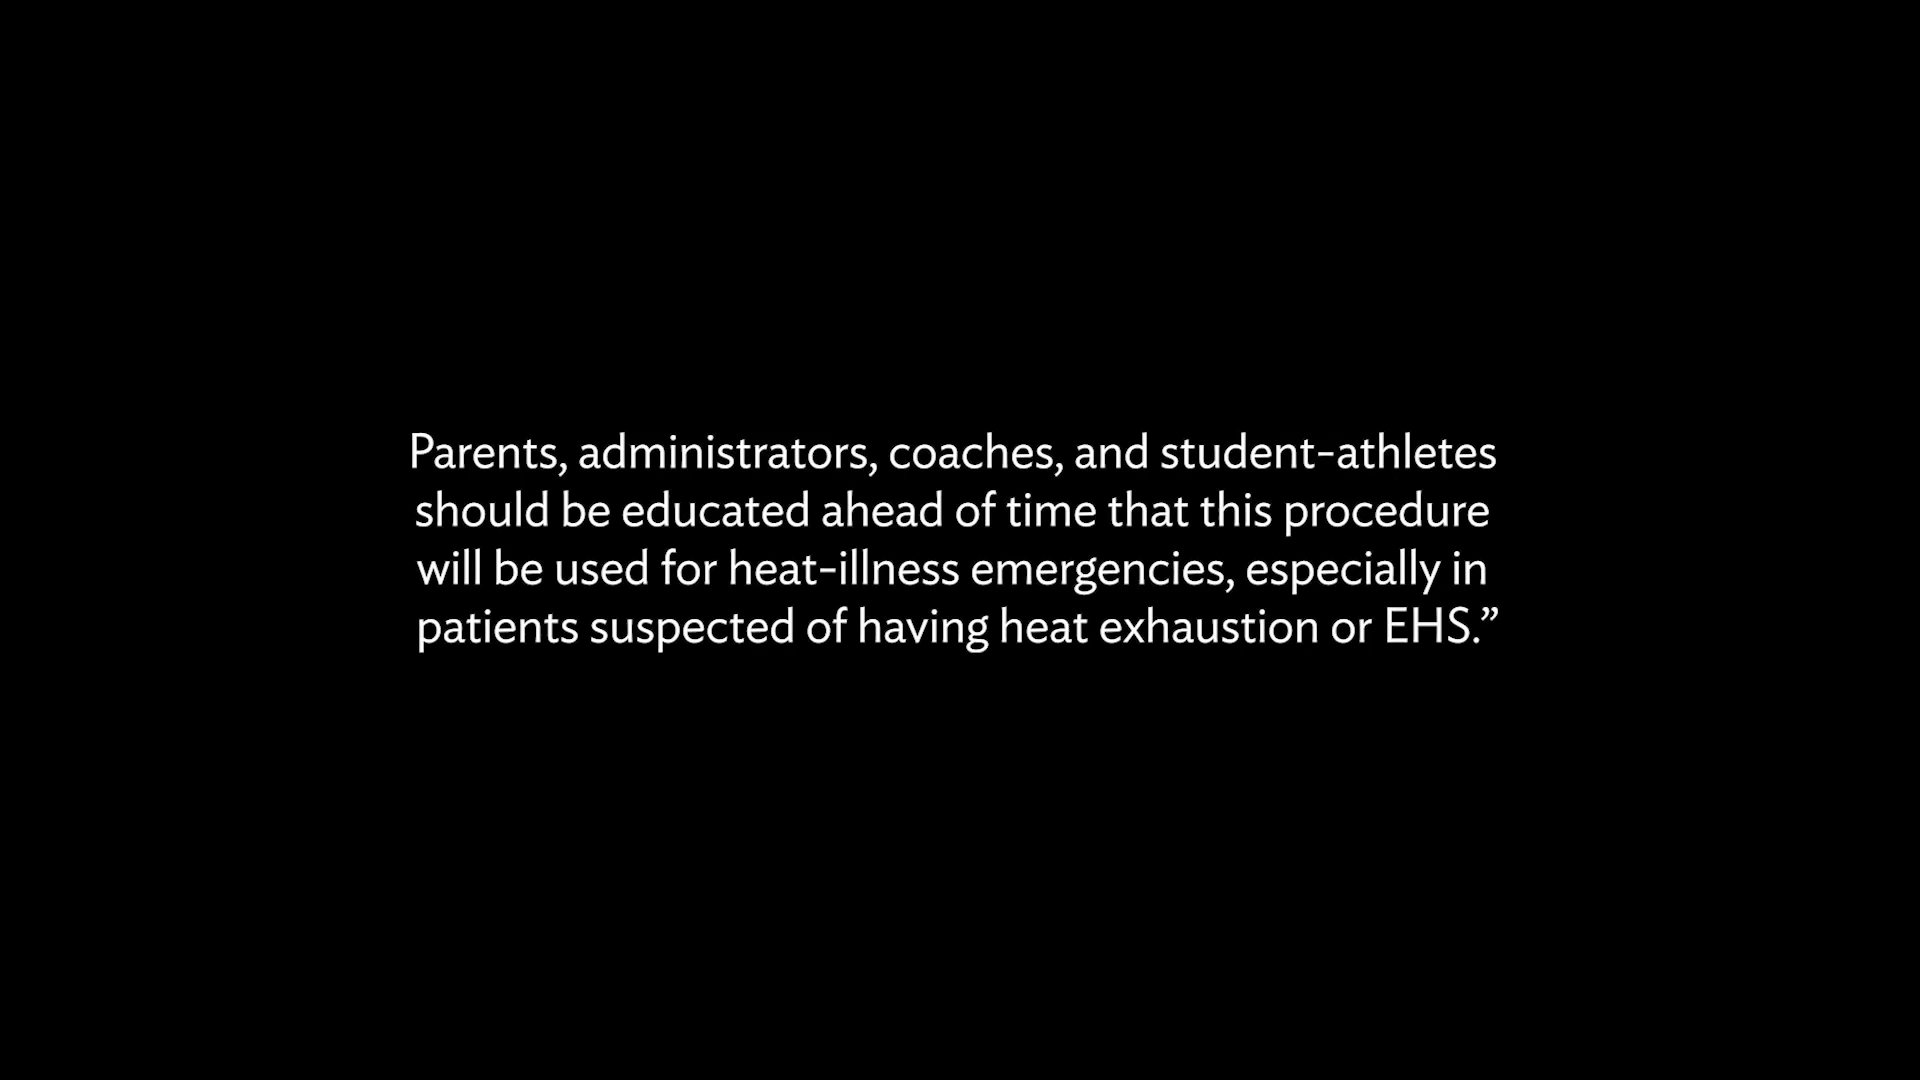 Parents, administrators, coaches, and student-athletes
should be educated ahead of time that this procedure
will be used for heat-illness emergencies, especially in
patients suspected of having heat exhaustion or EHS.”